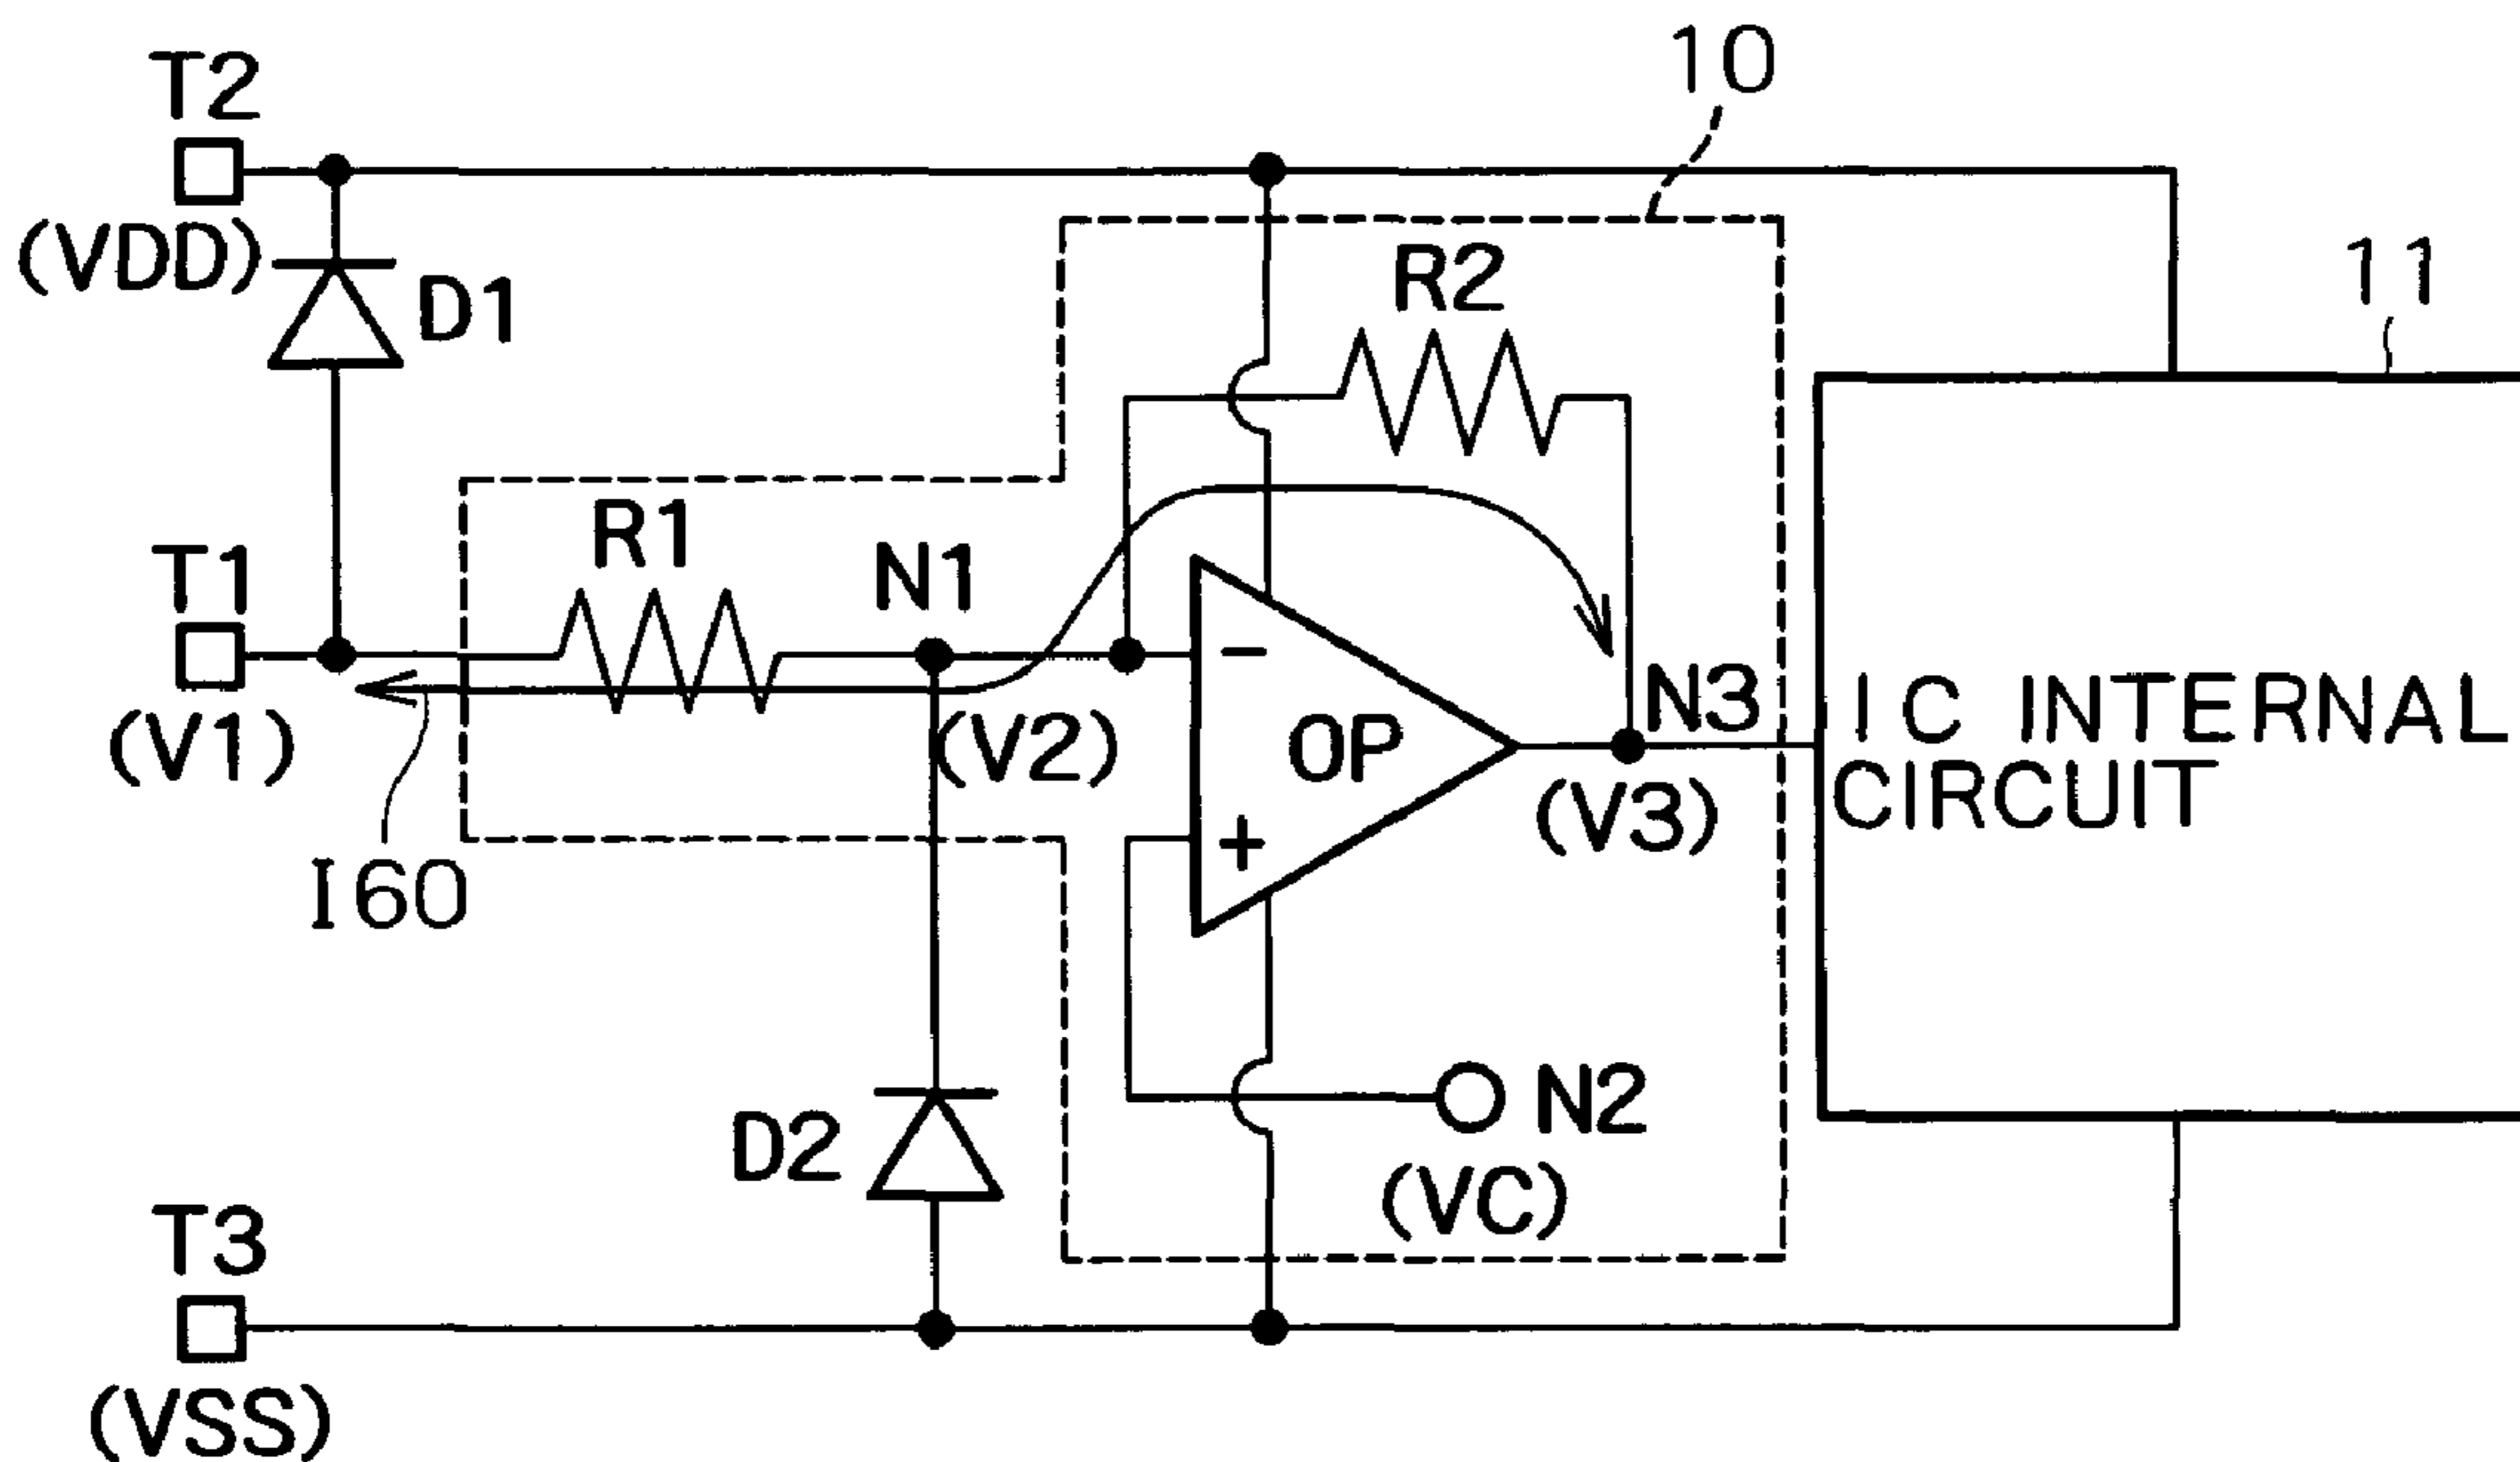 10
T2
(VDD)
D1
R2
11
T1
(V1)
R1
N1
(V2)
I60
-
OP
+
N3
(V3)
IC INTERNAL
CIRCUIT
D2
N2
(VC)
T3
(VSS)